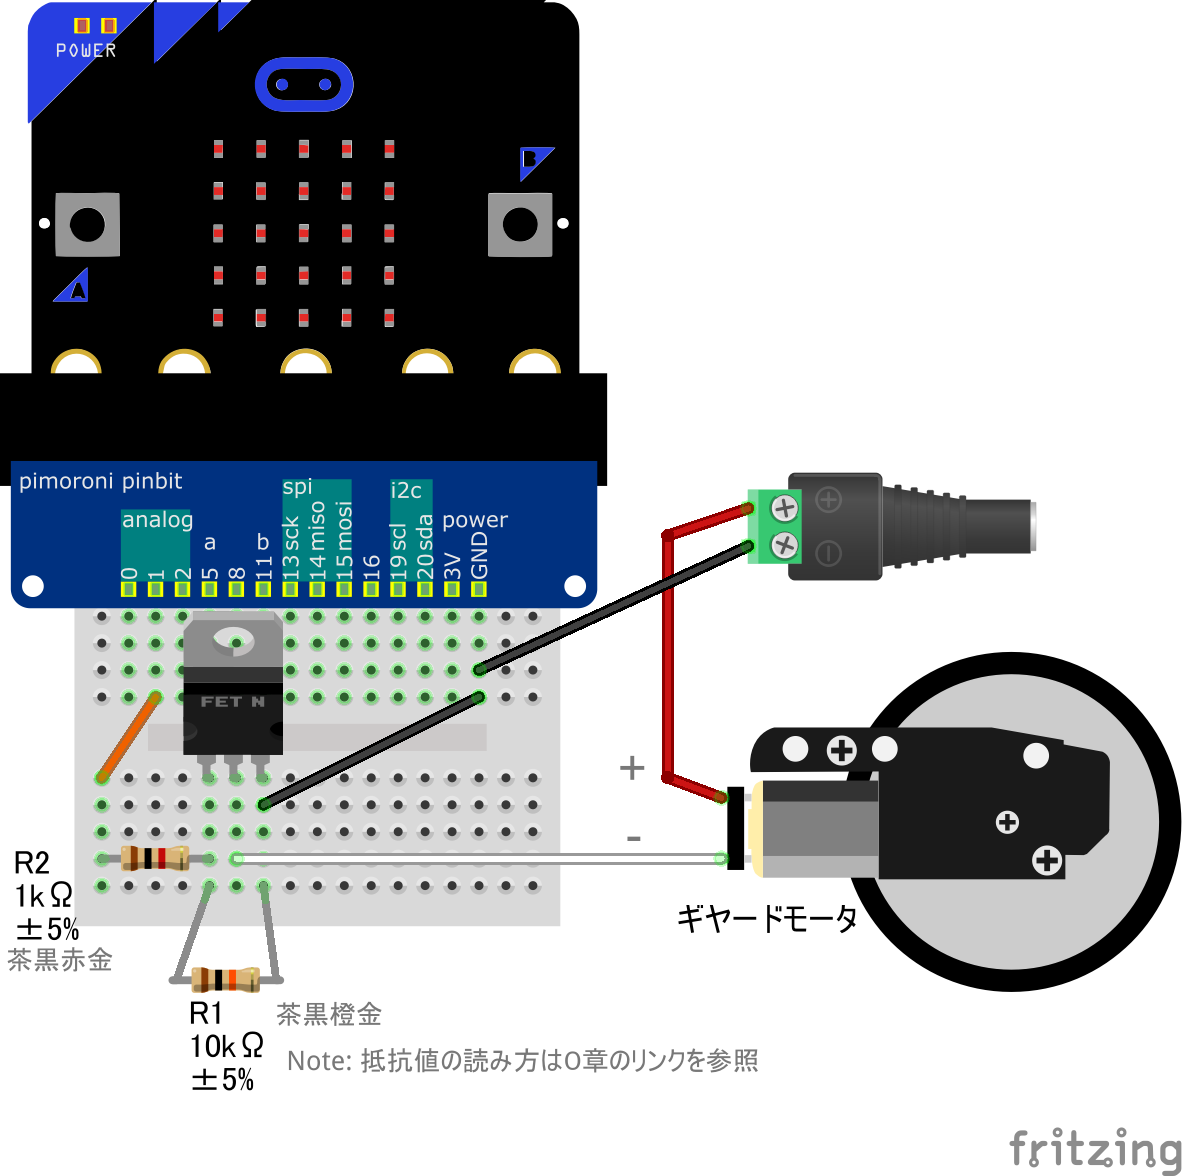 POWER
B
A
pimoroni pinbit
analog
a
b
spi
i2c
power
0
1
2
5
8
11
13 sck
14 miso
15 mosi
16
19 scl
20 sda
3V
GND
FET N
+
-
R2
1kΩ
±5%
茶黒赤金
R1
10kΩ
±5%
茶黒橙金
ギヤードモータ
Note: 抵抗値の読み方は0章のリンクを参照
fritzing